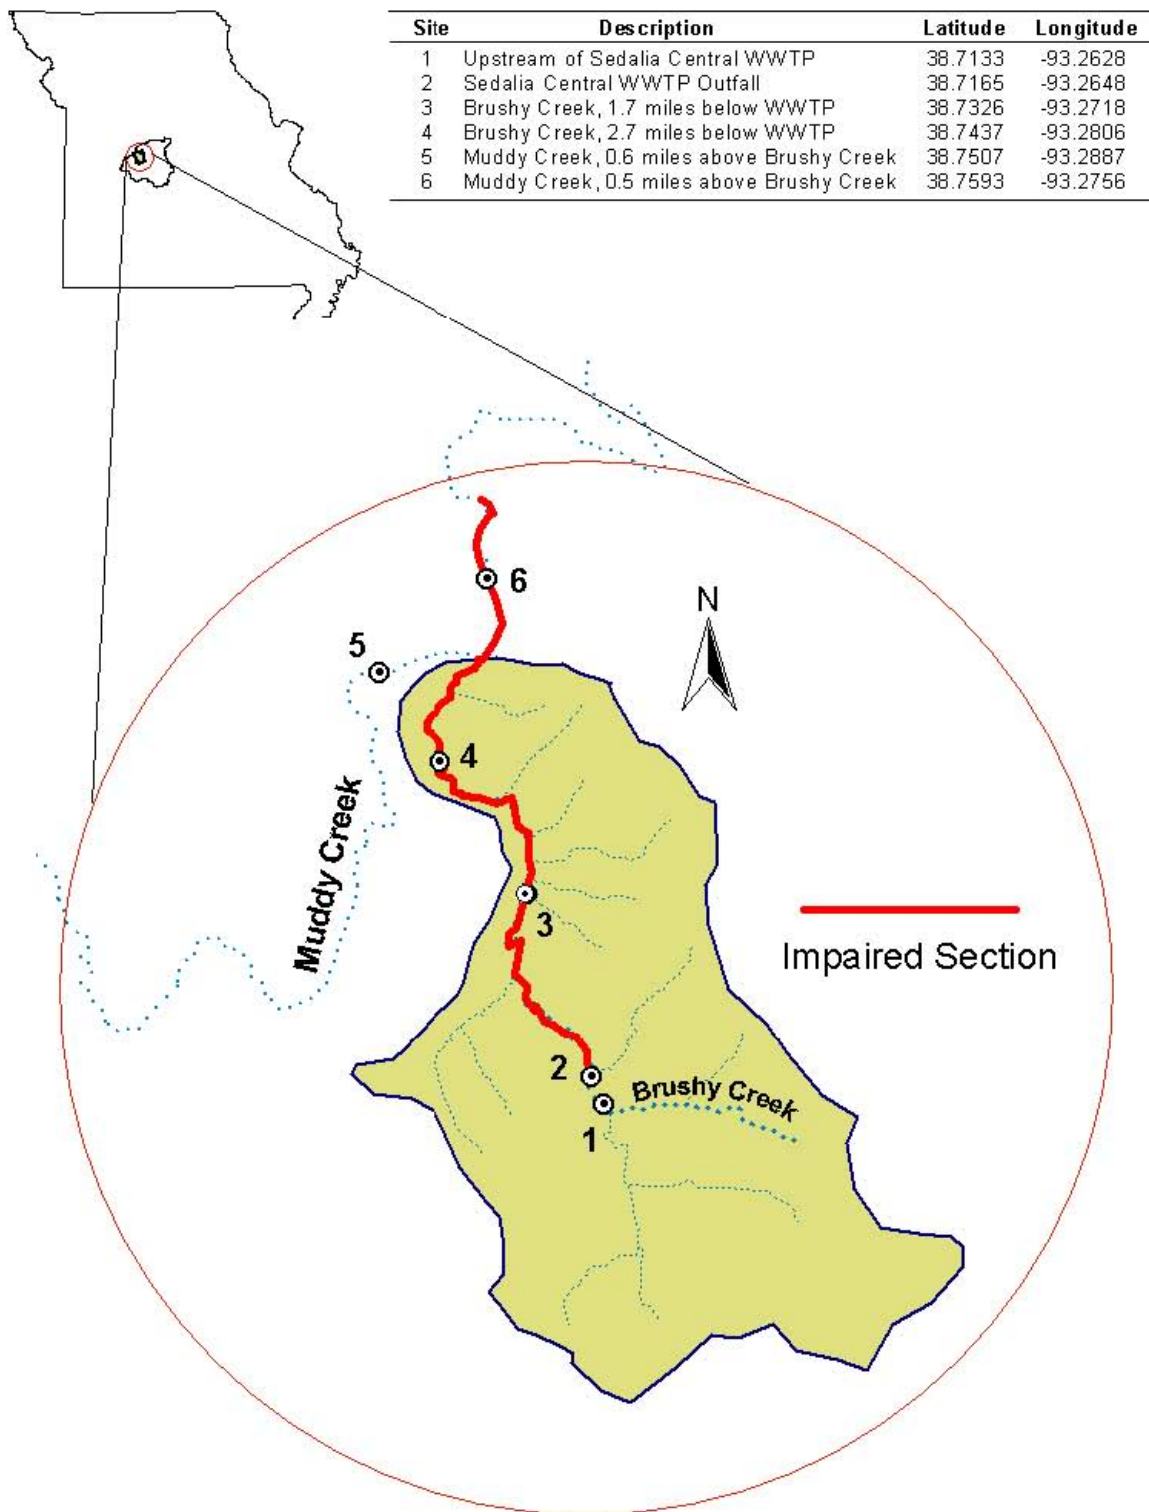 Site Description Latitude Longitude
1 Upstream of Sedalia Central WWTP 38.7133 -93.2628
2 Sedalia Central WWTP Outfall 38.7165 -93.2648
3 Brushy Creek, 1.7 miles below WWTP 38.7326 -93.2718
4 Brushy Creek, 2.7 miles below WWTP 38.7437 -93.2806
5 Muddy Creek, 0.6 miles above Brushy Creek 38.7507 -93.2887
6 Muddy Creek, 0.5 miles above Brushy Creek 38.7593 -93.2756
6
N
5
4
Muddy Creek
3
Impaired Section
2
Brushy Creek
1